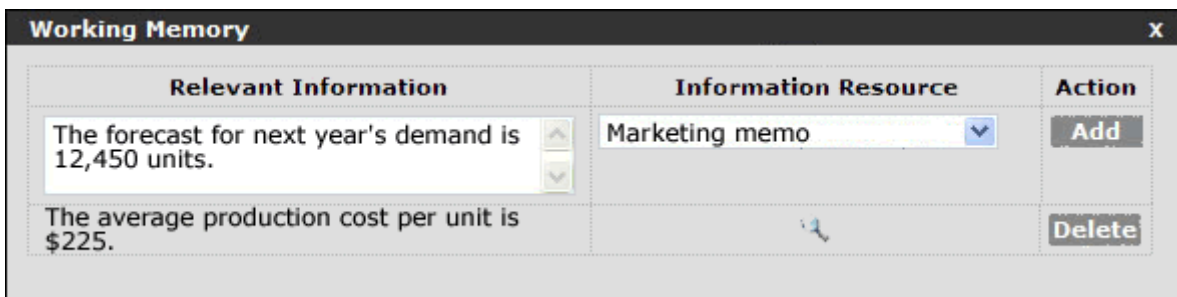 Working Memory x
Relevant Information Information Resource Action
The forecast for next year's demand is Marketing memo Add
12,450 units.
The average production cost per unit is Delete
$225.